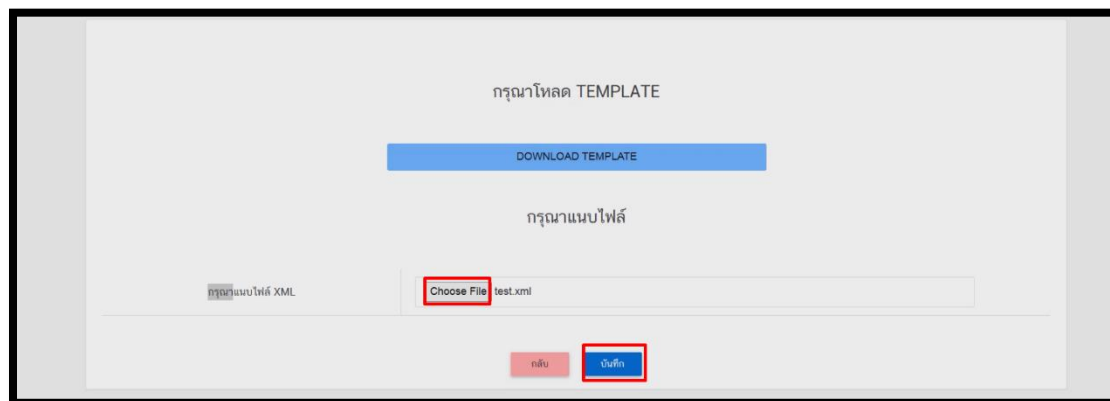 กรุณาโหลด TEMPLATE
DOWNLOAD TEMPLATE
กรุณาแนบไฟล์
กรุณาแนบไฟล์ XML
Choose File test.xml
กลับ บันทึก